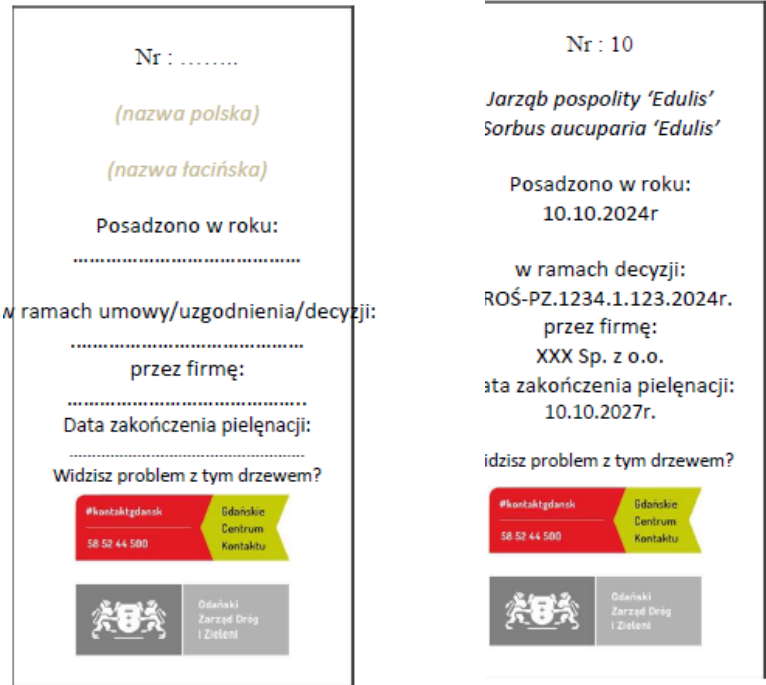 Nr : ........
(nazwa polska)
(nazwa łacińska)
Posadzono w roku:
..........................................
w ramach umowy/uzgodnienia/decyzji:
..........................................
przez firmę:
............................................
Data zakończenia pielęnacji:
......................................................
Widzisz problem z tym drzewem?
#kontaktgdansk
58 52 44 500
Gdańskie
Centrum
Kontaktu
Gdański
Zarząd Dróg
i Zieleni
Nr : 10
Jarząb pospolity ‘Edulis’
Sorbus aucuparia ‘Edulis’
Posadzono w roku:
10.10.2024r
w ramach decyzji:
ROŚ-PZ.1234.1.123.2024r.
przez firmę:
XXX Sp. z o.o.
ata zakończenia pielęnacji:
10.10.2027r.
idzisz problem z tym drzewem?
#kontaktgdansk
58 52 44 500
Gdańskie
Centrum
Kontaktu
Gdański
Zarząd Dróg
i Zieleni